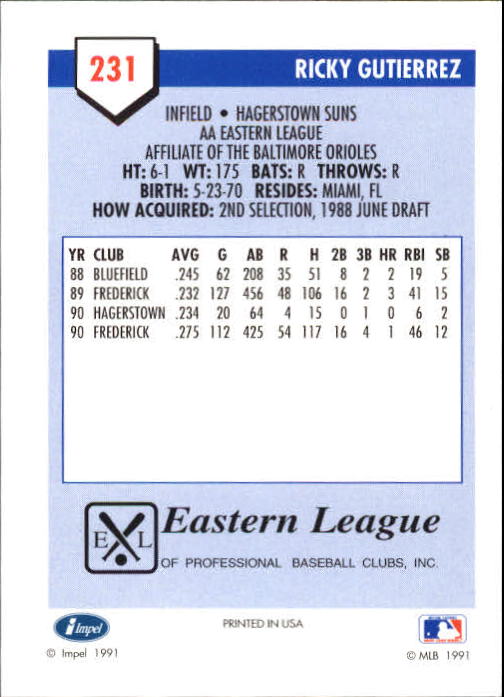 231
RICKY GUTIERREZ
INFIELD • HAGERSTOWN SUNS
AA EASTERN LEAGUE
AFFILIATE OF THE BALTIMORE ORIOLES
HT: 6-1 WT: 175 BATS: R THROWS: R
BIRTH: 5-23-70 RESIDES: MIAMI, FL
HOW ACQUIRED: 2ND SELECTION, 1988 JUNE DRAFT
YR CLUB AVG G AB R H 2B 3B HR RBI SB
88 BLUEFIELD .245 62 208 35 51 8 2 2 19 5
89 FREDERICK .232 127 456 48 106 16 2 3 41 15
90 HAGERSTOWN .234 20 64 4 15 0 1 0 6 2
90 FREDERICK .275 112 425 54 117 16 4 1 46 12
E L
Eastern League
OF PROFESSIONAL BASEBALL CLUBS, INC.
impel
PRINTED IN USA
© Impel 1991
© MLB 1991